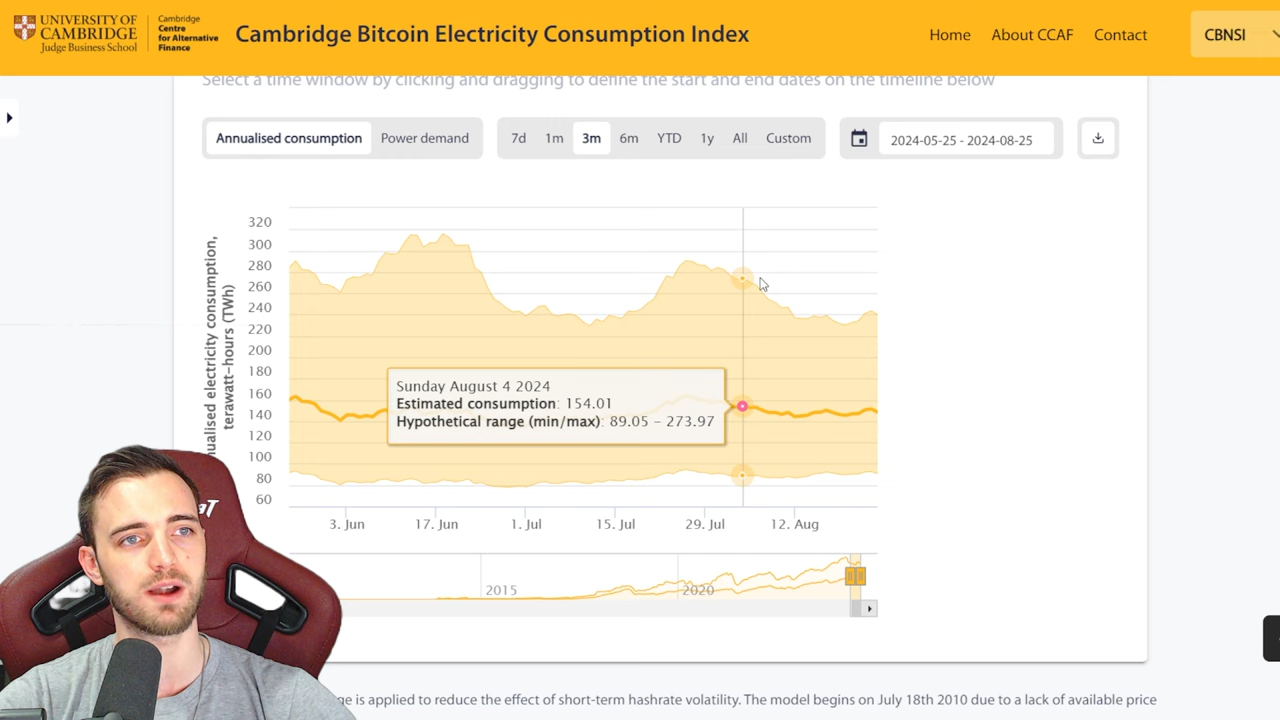 UNIVERSITY OF CAMBRIDGE
Judge Business School
Cambridge Centre for Alternative Finance
Cambridge Bitcoin Electricity Consumption Index
Home About CCAF Contact CBNSI
Select a time window by clicking and dragging to define the start and end dates on the timeline below
Annualised consumption Power demand 7d 1m 3m 6m YTD 1y All Custom 2024-05-25 - 2024-08-25
320
300
280
260
240
220
200
180
160
140
120
100
80
60
electricity consumption,
terawatt-hours (TWh)
Sunday August 4 2024
Estimated consumption: 154.01
Hypothetical range (min/max): 89.05 - 273.97
3. Jun 17. Jun 1. Jul 15. Jul 29. Jul 12. Aug
2015 2020
is applied to reduce the effect of short-term hashrate volatility. The model begins on July 18th 2010 due to a lack of available price